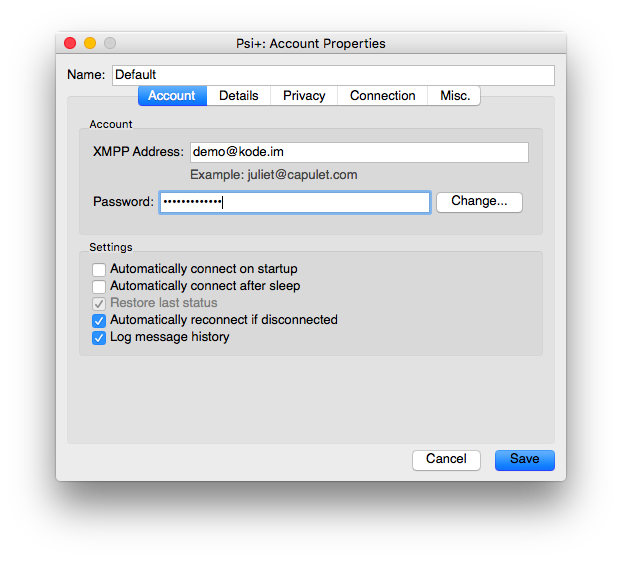 Psi+: Account Properties
Name: Default
Account Details Privacy Connection Misc.
Account
XMPP Address: demo@kode.im
Example: juliet@capulet.com
Password: ••••••••••••• Change...
Settings
Automatically connect on startup
Automatically connect after sleep
Restore last status
Automatically reconnect if disconnected
Log message history
Cancel Save